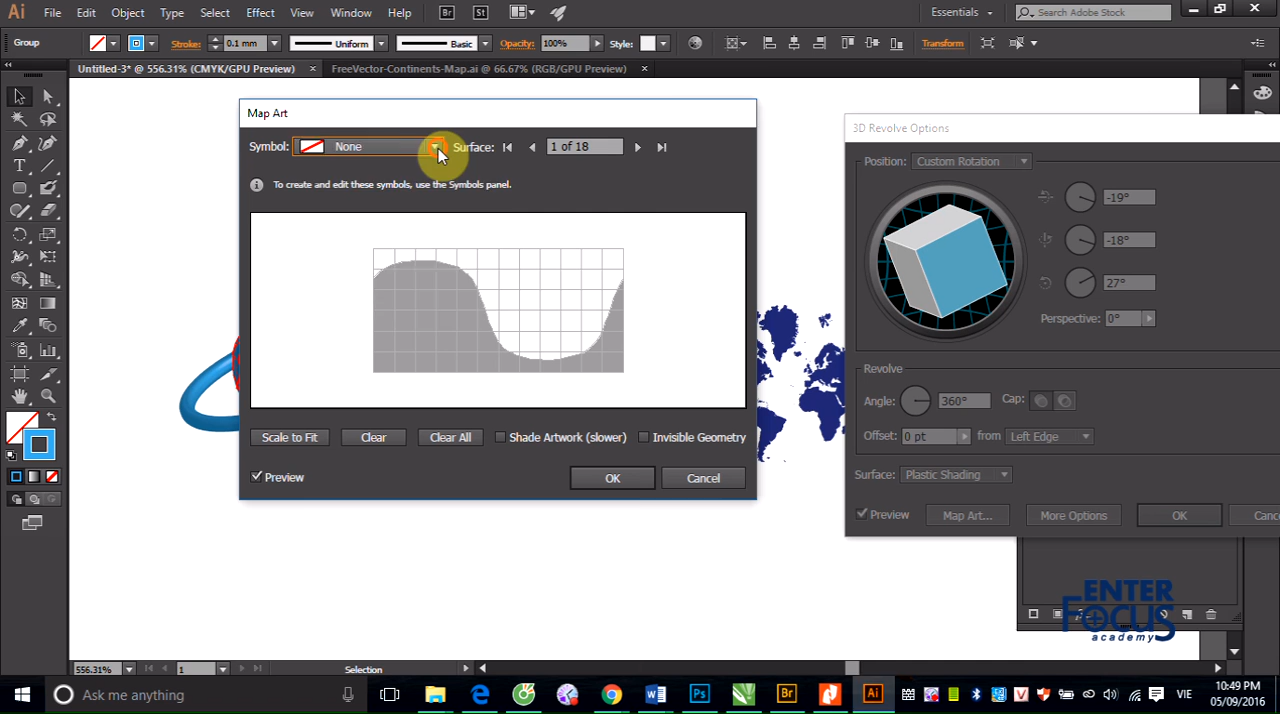 Ai File Edit Object Type Select Effect View Window Help Br St Essentials Search Adobe Stock
Group Stroke: 0.1 mm Uniform Basic Opacity: 100% Style: Transform
Untitled-3* @ 556.31% (CMYK/GPU Preview) × FreeVector-Continents-Map.ai @ 66.67% (RGB/GPU Preview) ×
Map Art
Symbol: None Surface: 1 of 18
To create and edit these symbols, use the Symbols panel.
Scale to Fit Clear Clear All Shade Artwork (slower) Invisible Geometry
Preview OK Cancel
3D Revolve Options
Position: Custom Rotation
-19°
-18°
27°
Perspective: 0°
Revolve
Angle: 360° Cap:
Offset: 0 pt from Left Edge
Surface: Plastic Shading
Preview Map Art... More Options OK Canc
ENTER
FOCUS
academy
556.31% 1 Selection
Ask me anything W Ps Br Ai VIE 10:49 PM
05/09/2016